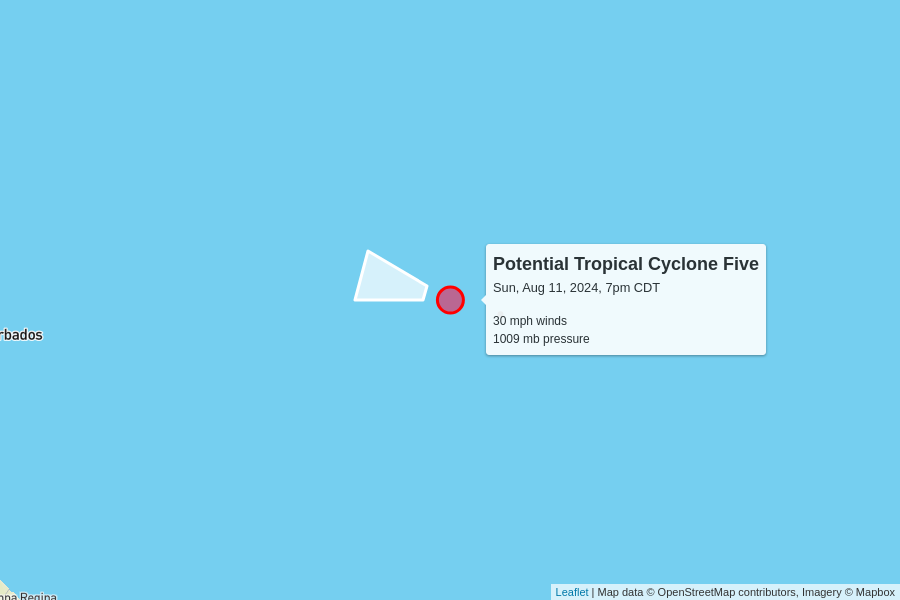 Potential Tropical Cyclone Five
Sun, Aug 11, 2024, 7pm CDT
30 mph winds
1009 mb pressure
rbados
nna Regina
Leaflet | Map data © OpenStreetMap contributors, Imagery © Mapbox